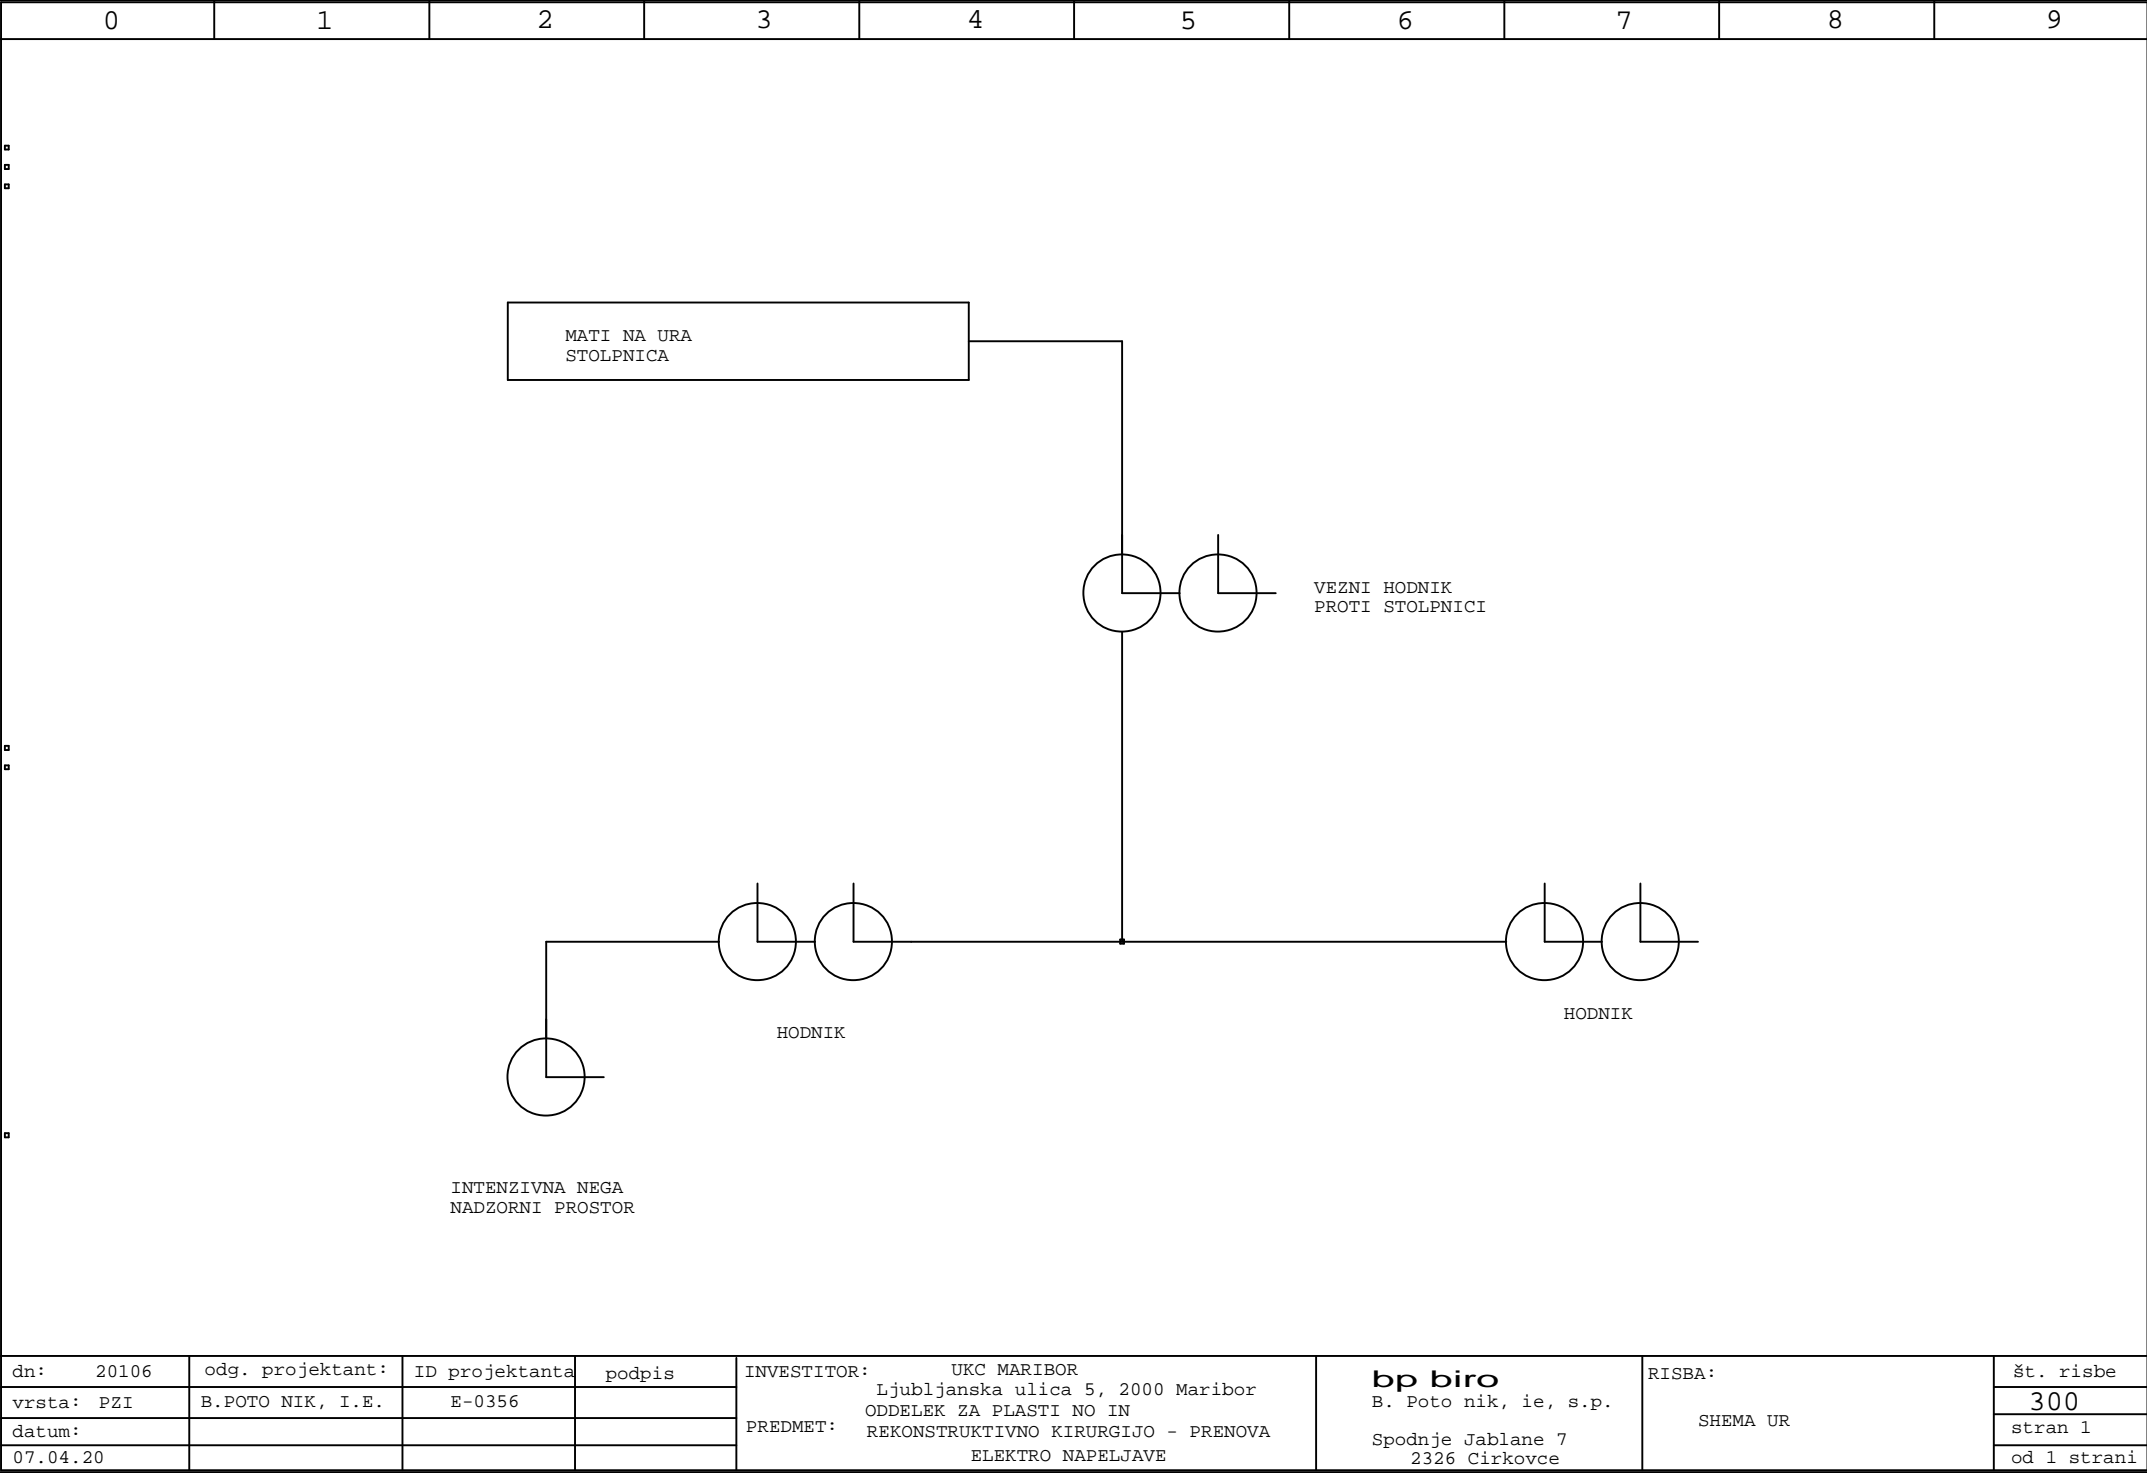 0 1 2 3 4 5 6 7 8 9
MATI NA URA
STOLPNICA
VEZNI HODNIK
PROTI STOLPNICI
HODNIK
HODNIK
INTENZIVNA NEGA
NADZORNI PROSTOR
dn: 20106
vrsta: PZI
datum:
07.04.20
odg. projektant:
B.POTO NIK, I.E.
ID projektanta
E-0356
podpis
INVESTITOR: UKC MARIBOR
Ljubljanska ulica 5, 2000 Maribor
ODDELEK ZA PLASTI NO IN
PREDMET: REKONSTRUKTIVNO KIRURGIJO - PRENOVA
ELEKTRO NAPELJAVE
bp biro
B. Poto nik, ie, s.p.
Spodnje Jablane 7
2326 Cirkovce
RISBA:
SHEMA UR
št. risbe
300
stran 1
od 1 strani